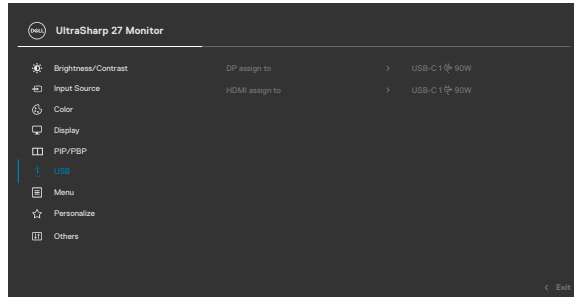 DELL UltraSharp 27 Monitor
Brightness/Contrast DP assign to > USB-C 1 90W
Input Source HDMI assign to > USB-C 1 90W
Color
Display
PIP/PBP
USB
Menu
Personalize
Others
< Exit